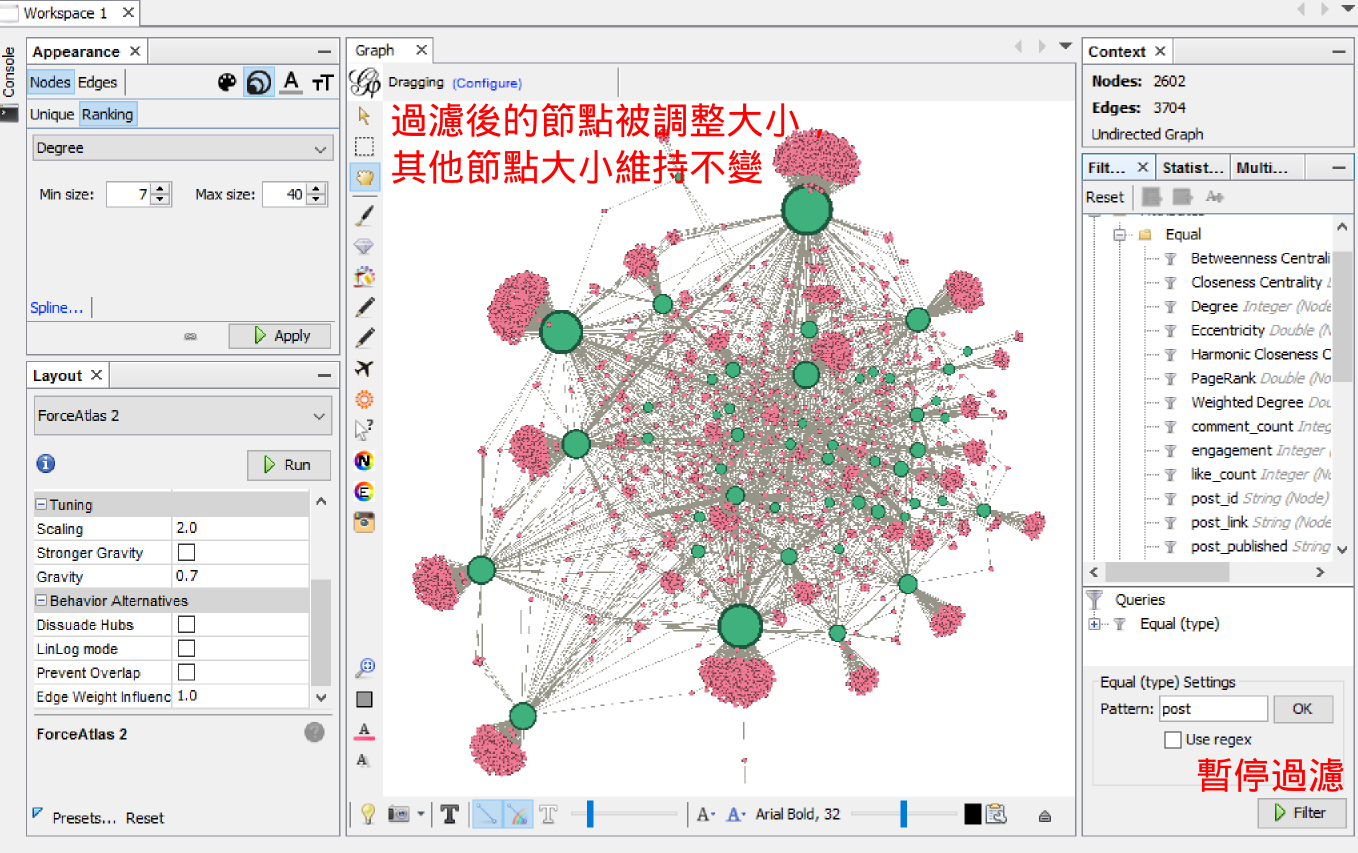 Workspace 1
Console
Appearance
Nodes Edges
Unique Ranking
Degree
Min size: 7 Max size: 40
Spline...
Apply
Layout
ForceAtlas 2
Run
Tuning
Scaling 2.0
Stronger Gravity
Gravity 0.7
Behavior Alternatives
Dissuade Hubs
LinLog mode
Prevent Overlap
Edge Weight Influenc 1.0
ForceAtlas 2
Presets... Reset
Graph
Dragging (Configure)
過濾後的節點被調整大小，
其他節點大小維持不變
Arial Bold, 32
Context
Nodes: 2602
Edges: 3704
Undirected Graph
Filt... Statist... Multi...
Reset
Equal
Betweenness Centrali
Closeness Centrality
Degree Integer (Node
Eccentricity Double (N
Harmonic Closeness C
PageRank Double (No
Weighted Degree Dou
comment_count Integ
engagement Integer
like_count Integer (No
post_id String (Node)
post_link String (Node
post_published String
Queries
Equal (type)
Equal (type) Settings
Pattern: post OK
Use regex
暫停過濾
Filter